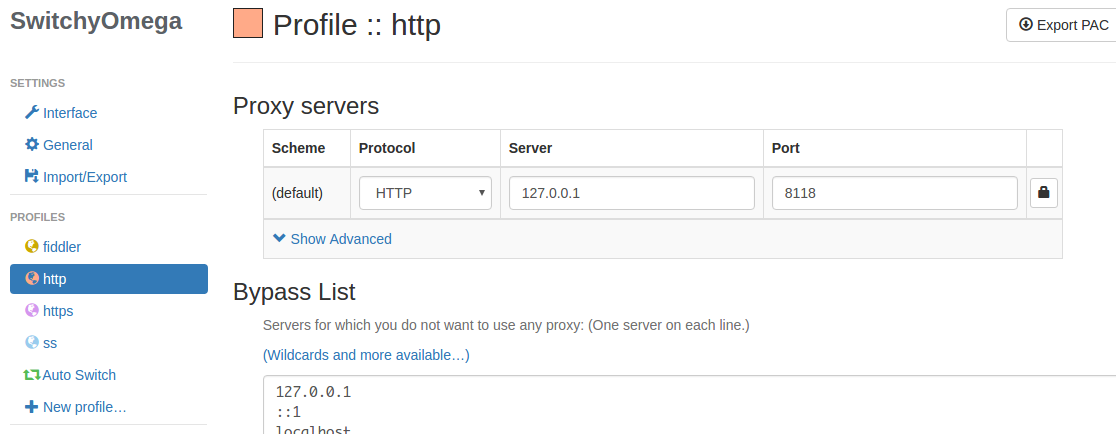 SwitchyOmega
SETTINGS
Interface
General
Import/Export
PROFILES
fiddler
http
https
ss
Auto Switch
New profile…
Profile :: http
Export PAC
Proxy servers
Scheme Protocol Server Port
(default) HTTP 127.0.0.1 8118
Show Advanced
Bypass List
Servers for which you do not want to use any proxy: (One server on each line.)
(Wildcards and more available…)
127.0.0.1
::1
localhost